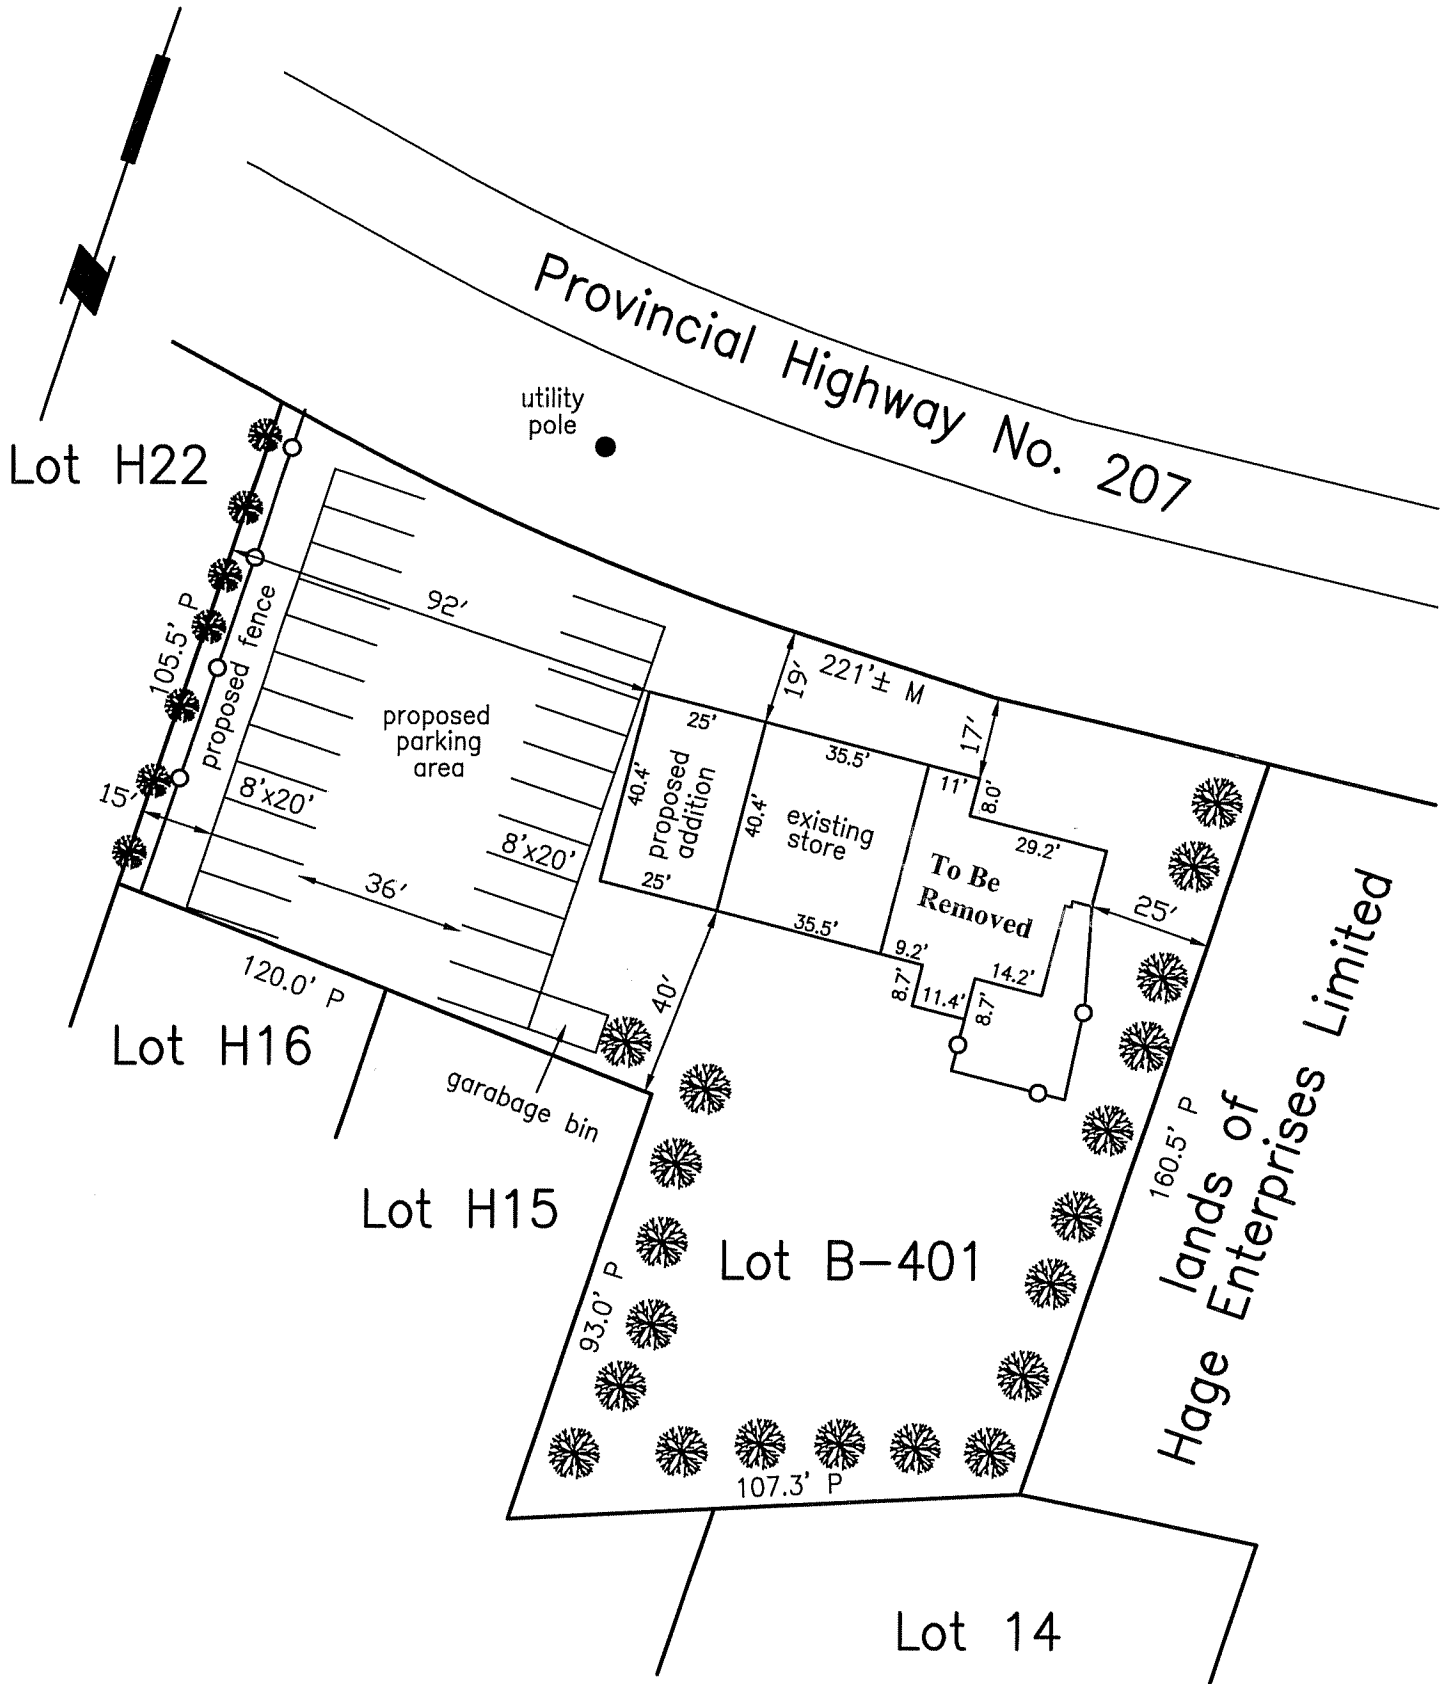 Provincial Highway No. 207
utility
pole
Lot H22
105.5' P
proposed fence
92'
19'
221'± M
17'
proposed
parking
area
25'
40.4'
proposed
addition
40.4'
35.5'
existing
store
11'
8.0'
29.2'
To Be
Removed
15'
8'x20'
8'x20'
36'
25'
25'
35.5'
9.2'
8.7'
11.4'
8.7'
14.2'
40'
120.0' P
Lot H16
garabage bin
Lot H15
93.0' P
Lot B-401
160.5' P
lands of
Hage Enterprises Limited
107.3' P
Lot 14